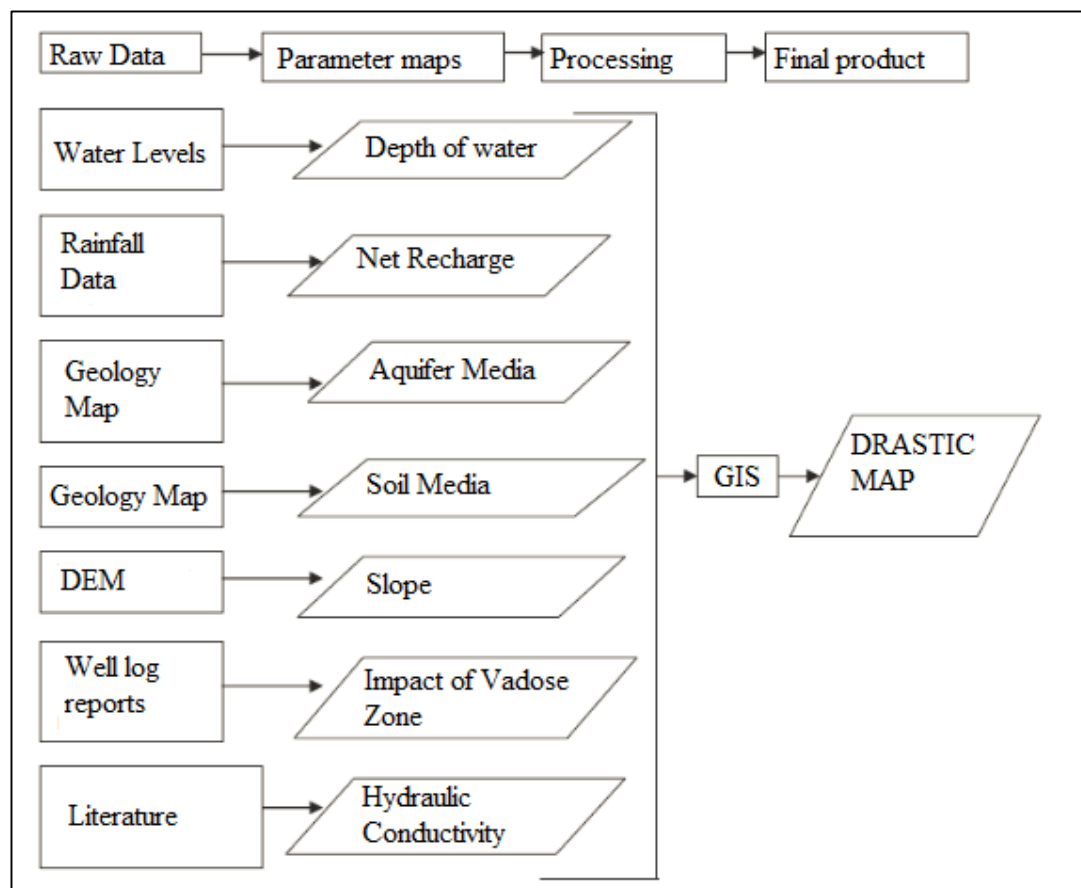 Raw Data
Parameter maps
Processing
Final product
Water Levels
Depth of water
Rainfall
Data
Net Recharge
Geology
Map
Aquifer Media
Geology Map
Soil Media
DEM
Slope
Well log
reports
Impact of Vadose
Zone
Literature
Hydraulic
Conductivity
GIS
DRASTIC
MAP